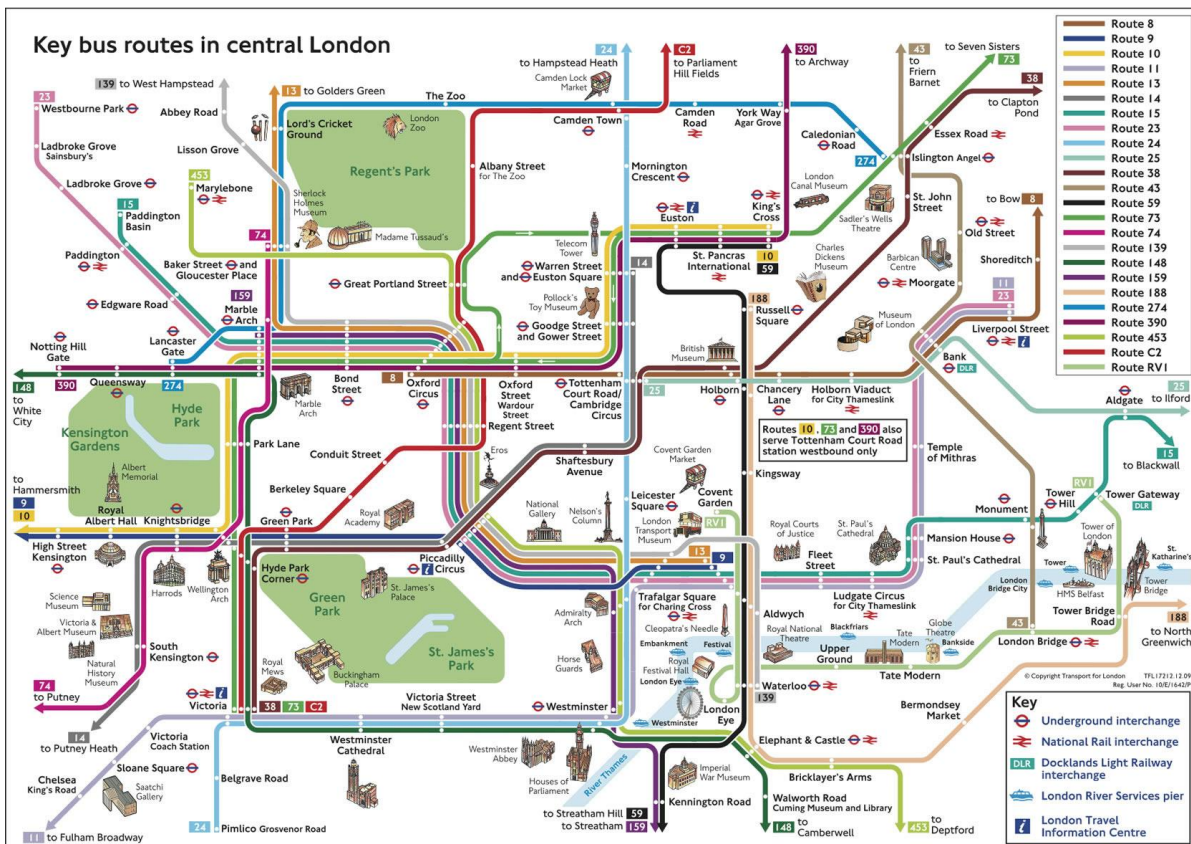 Key bus routes in central London
139 to West Hampstead
23
Westbourne Park
Abbey Road
13 to Golders Green
Lord's Cricket
Ground
The Zoo
London
Zoo
24
to Hampstead Heath
Camden Lock
Market
Camden Town
C2
to Parliament
Hill Fields
Camden
Road
390
to Archway
York Way
Agar Grove
43
to
Friern
Barnet
to Seven Sisters
73
38
to Clapton
Pond
Caledonian
Road
274
Essex Road
Islington Angel
Ladbroke Grove
Sainsbury's
Lisson Grove
Ladbroke Grove
453
Marylebone
Regent's Park
Albany Street
for The Zoo
Mornington
Crescent
London
Canal Museum
Sadler's Wells
Theatre
St. John
Street
to Bow 8
15
Paddington
Basin
Sherlock
Holmes
Museum
Madame Tussaud's
74
Telecom
Tower
Euston
King's
Cross
Old Street
Paddington
Baker Street and
Gloucester Place
Great Portland Street
Warren Street
and Euston Square
14
St. Pancras
International
10
59
Charles
Dickens
Museum
Barbican
Centre
Shoreditch
Moorgate
11
23
Edgware Road
159
Marble
Arch
Pollock's
Toy Museum
188
Russell
Square
Museum
of London
Liverpool Street
Notting Hill
Gate
Lancaster
Gate
Goodge Street
and Gower Street
British
Museum
Bank
DLR
148
to
White
City
390
Queensway
274
Marble
Arch
Bond
Street
8
Oxford
Circus
Oxford
Street
Wardour
Street
Regent Street
Tottenham
Court Road/
Cambridge
Circus
25
Holborn
Chancery
Lane
Holborn Viaduct
for City Thameslink
Aldgate
25
to Ilford
Hyde
Park
Kensington
Gardens
Albert
Memorial
Royal
Albert Hall
Park Lane
Conduit Street
Eros
Shaftesbury
Avenue
Covent Garden
Market
Routes 10, 73 and 390 also
serve Tottenham Court Road
station westbound only
Temple
of Mithras
15
to Blackwall
to
Hammersmith
9
10
Knightsbridge
Berkeley Square
Green Park
Royal
Academy
National
Gallery
Nelson's
Column
Leicester
Square
Covent
Garden
RV1
London
Transport
Museum
Kingsway
Royal Courts
of Justice
St. Paul's
Cathedral
Monument
Tower
Hill
RV1
Tower Gateway
DLR
High Street
Kensington
Harrods
Wellington
Arch
Hyde Park
Corner
Piccadilly
Circus
13
9
Fleet
Street
Mansion House
St. Paul's Cathedral
Tower of
London
St.
Katharine's
Science
Museum
Victoria &
Albert Museum
Natural
History
Museum
Green
Park
St. James's
Palace
St. James's
Park
Admiralty
Arch
Trafalgar Square
for Charing Cross
Cleopatra's Needle
Aldwych
Ludgate Circus
for City Thameslink
London
Bridge City
Tower
HMS Belfast
Tower
Bridge
South
Kensington
Royal
Mews
Buckingham
Palace
Horse
Guards
Embankment
Festival
Royal
Festival Hall
London Eye
Royal National
Theatre
Blackfriars
Upper
Ground
Tate
Modern
Globe
Theatre
Bankside
Tate Modern
43
London Bridge
Tower Bridge
Road
188
to North
Greenwich
74
to Putney
Victoria
38 73 C2
Victoria Street
New Scotland Yard
Westminster
Westminster
London
Eye
Waterloo
139
Bermondsey
Market
14
to Putney Heath
Victoria
Coach Station
Sloane Square
Chelsea
King's Road
Saatchi
Gallery
Belgrave Road
Westminster
Cathedral
Westminster
Abbey
Houses of
Parliament
River Thames
Imperial
War Museum
Elephant & Castle
Bricklayer's Arms
11 to Fulham Broadway
24 Pimlico Grosvenor Road
to Streatham Hill 59
to Streatham 159
Kennington Road
Walworth Road
Cuming Museum and Library
148 to
Camberwell
453 to
Deptford
Route 8
Route 9
Route 10
Route 11
Route 13
Route 14
Route 15
Route 23
Route 24
Route 25
Route 38
Route 43
Route 59
Route 73
Route 74
Route 139
Route 148
Route 159
Route 188
Route 274
Route 390
Route 453
Route C2
Route RV1
© Copyright Transport for London TFL17212.12.09
Reg. User No. 10/E/1642/P
Key
Underground interchange
National Rail interchange
DLR Docklands Light Railway
interchange
London River Services pier
i London Travel
Information Centre